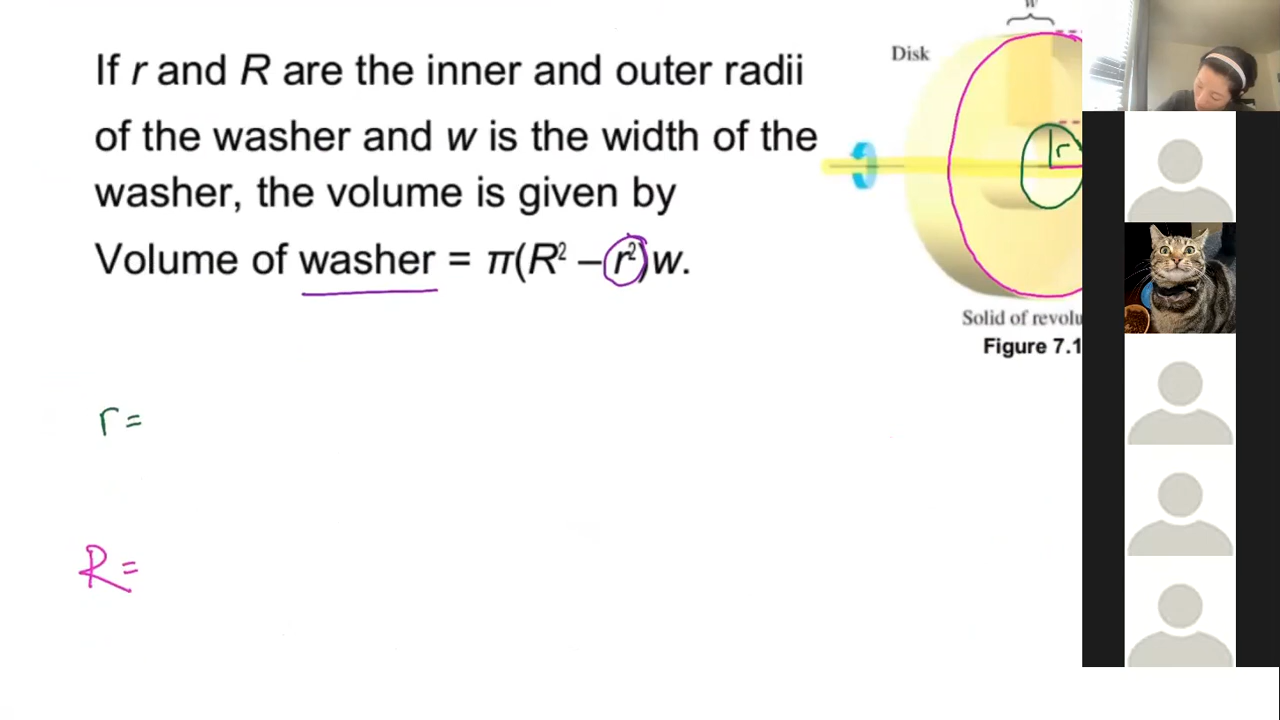 w
Disk
If r and R are the inner and outer radii
of the washer and w is the width of the
washer, the volume is given by
Volume of washer = π(R² – r²)w.
r
Solid of
Figure 7.1
r =
R =